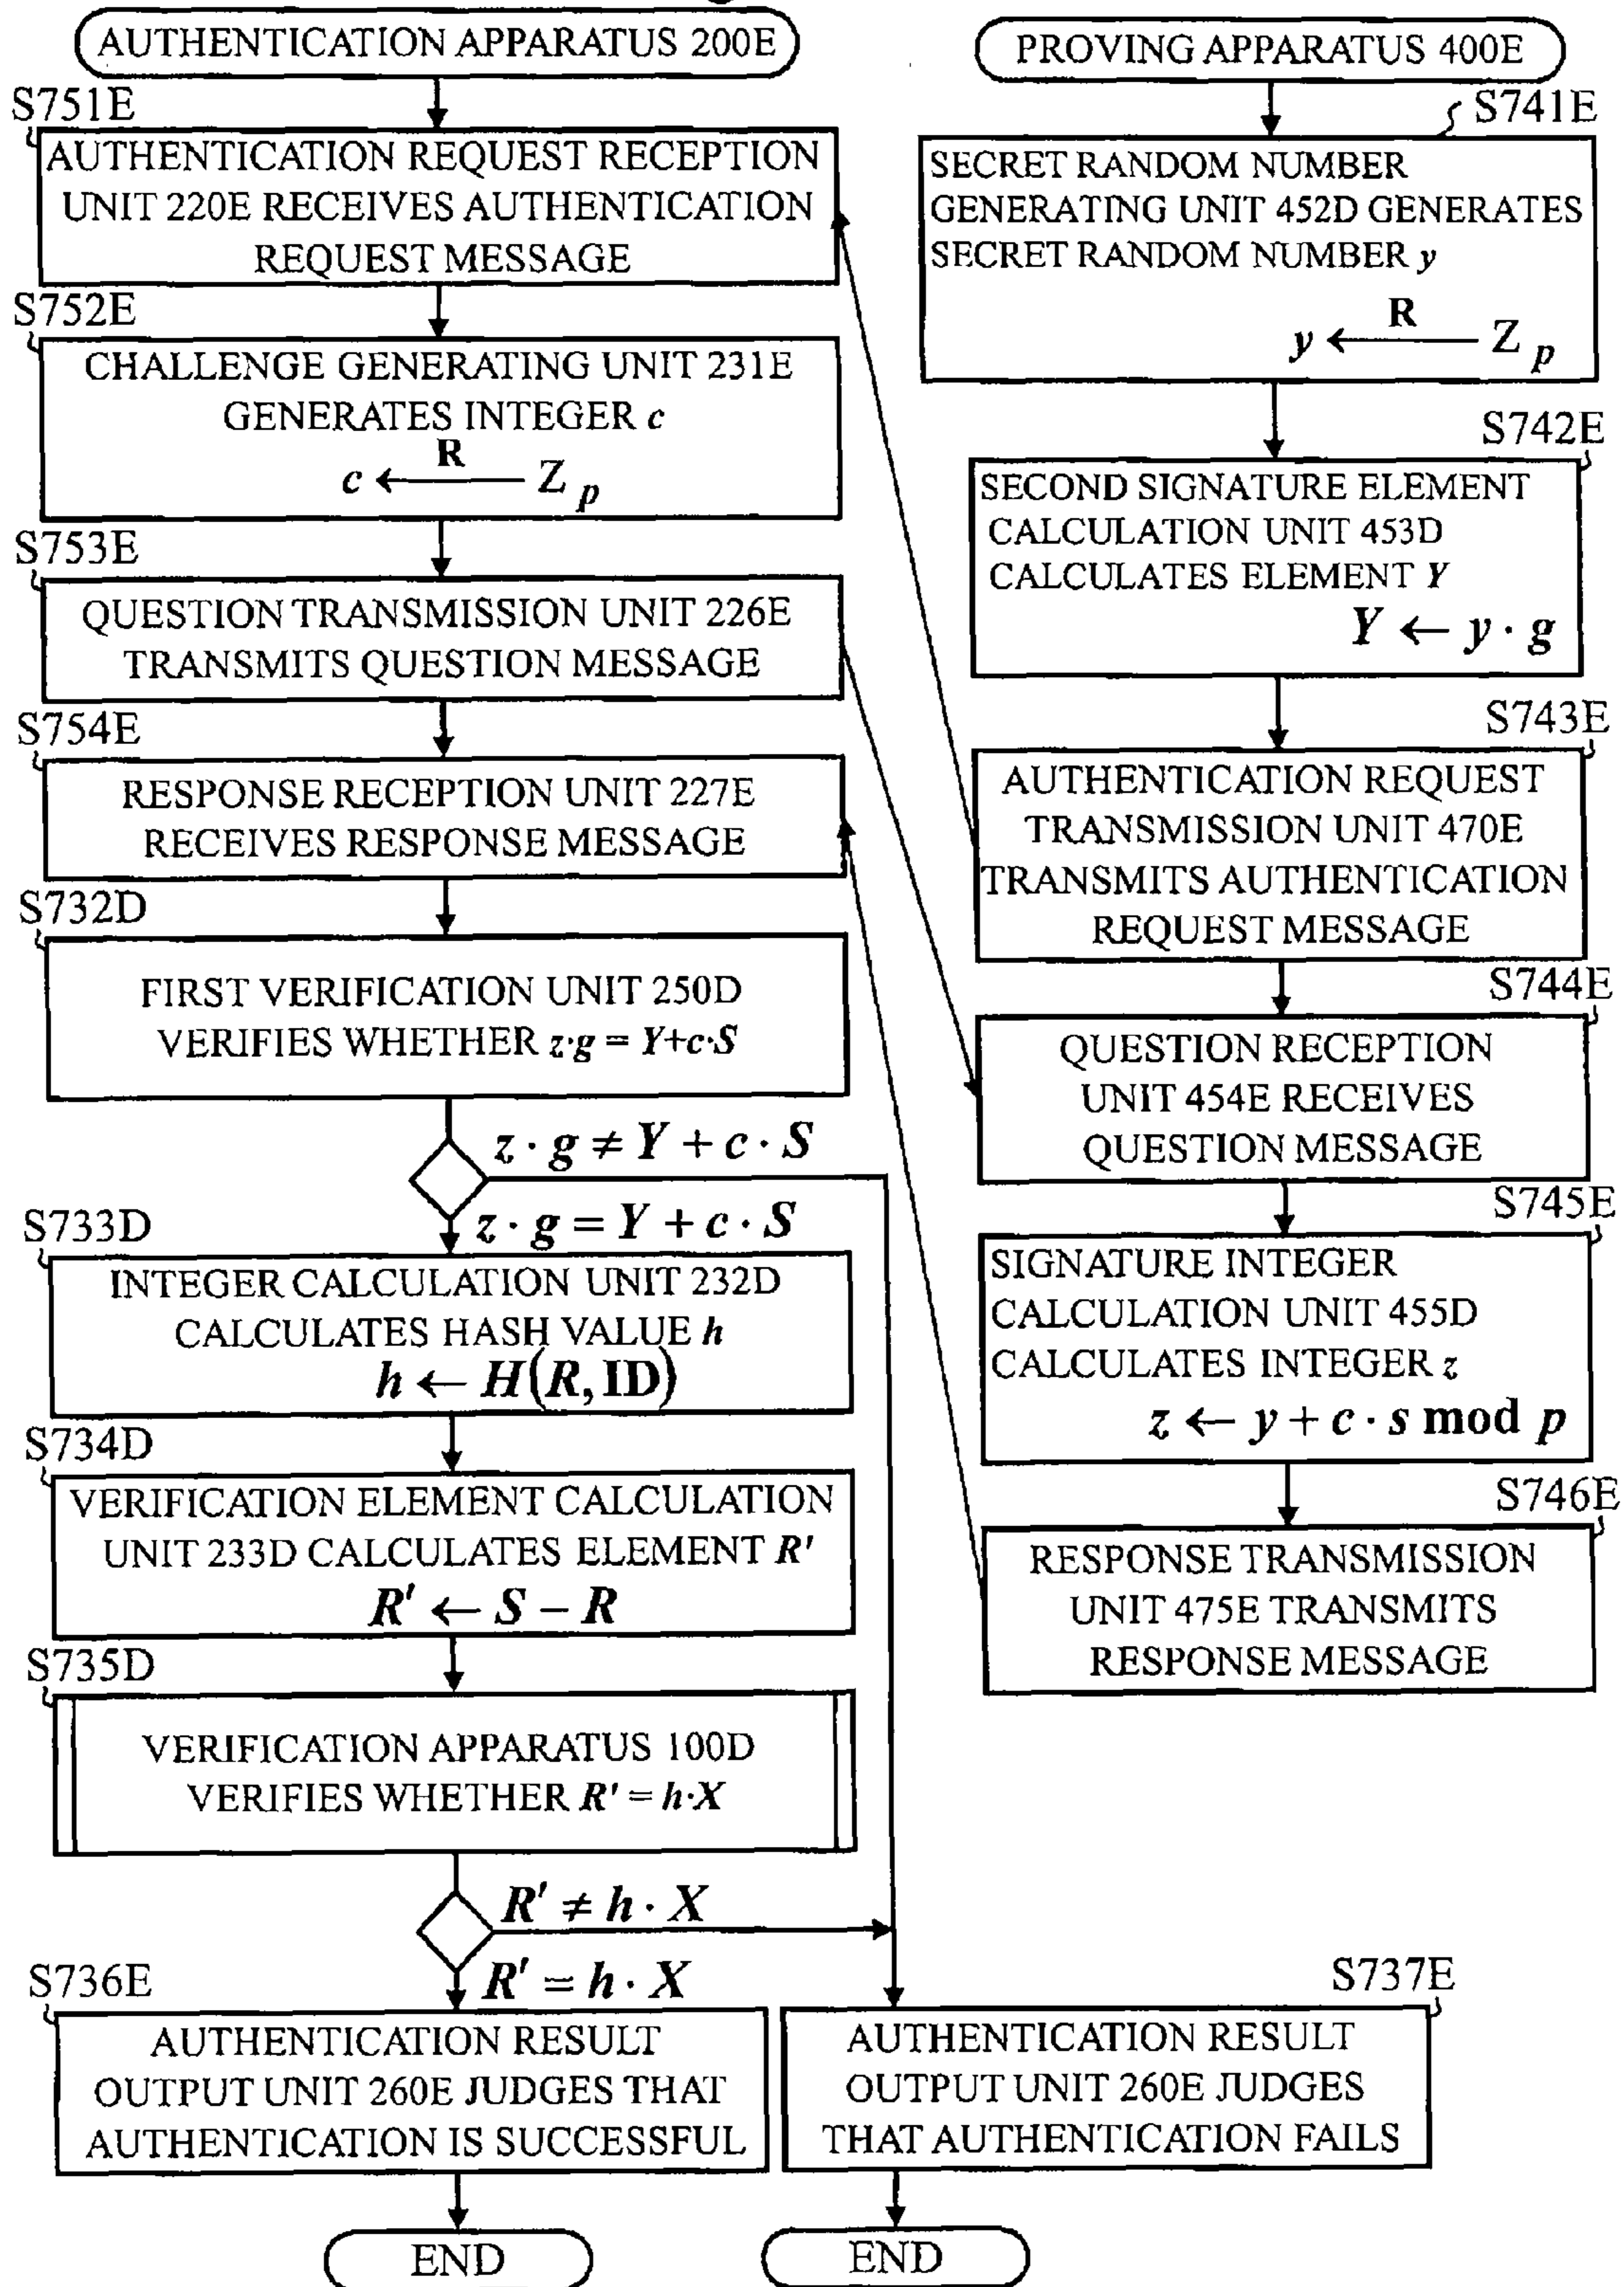 AUTHENTICATION APPARATUS 200E
S751E
AUTHENTICATION REQUEST RECEPTION
UNIT 220E RECEIVES AUTHENTICATION
REQUEST MESSAGE
S752E
CHALLENGE GENERATING UNIT 231E
GENERATES INTEGER c
R
c ← Z p
S753E
QUESTION TRANSMISSION UNIT 226E
TRANSMITS QUESTION MESSAGE
S754E
RESPONSE RECEPTION UNIT 227E
RECEIVES RESPONSE MESSAGE
S732D
FIRST VERIFICATION UNIT 250D
VERIFIES WHETHER z·g = Y+c·S
z · g ≠ Y + c · S
z · g = Y + c · S
S733D
INTEGER CALCULATION UNIT 232D
CALCULATES HASH VALUE h
h ← H(R, ID)
S734D
VERIFICATION ELEMENT CALCULATION
UNIT 233D CALCULATES ELEMENT R'
R' ← S − R
S735D
VERIFICATION APPARATUS 100D
VERIFIES WHETHER R' = h·X
R' ≠ h · X
R' = h · X
S736E
AUTHENTICATION RESULT
OUTPUT UNIT 260E JUDGES THAT
AUTHENTICATION IS SUCCESSFUL
END
PROVING APPARATUS 400E
S741E
SECRET RANDOM NUMBER
GENERATING UNIT 452D GENERATES
SECRET RANDOM NUMBER y
R
y ← Z p
S742E
SECOND SIGNATURE ELEMENT
CALCULATION UNIT 453D
CALCULATES ELEMENT Y
Y ← y · g
S743E
AUTHENTICATION REQUEST
TRANSMISSION UNIT 470E
TRANSMITS AUTHENTICATION
REQUEST MESSAGE
S744E
QUESTION RECEPTION
UNIT 454E RECEIVES
QUESTION MESSAGE
S745E
SIGNATURE INTEGER
CALCULATION UNIT 455D
CALCULATES INTEGER z
z ← y + c · s mod p
S746E
RESPONSE TRANSMISSION
UNIT 475E TRANSMITS
RESPONSE MESSAGE
S737E
AUTHENTICATION RESULT
OUTPUT UNIT 260E JUDGES
THAT AUTHENTICATION FAILS
END